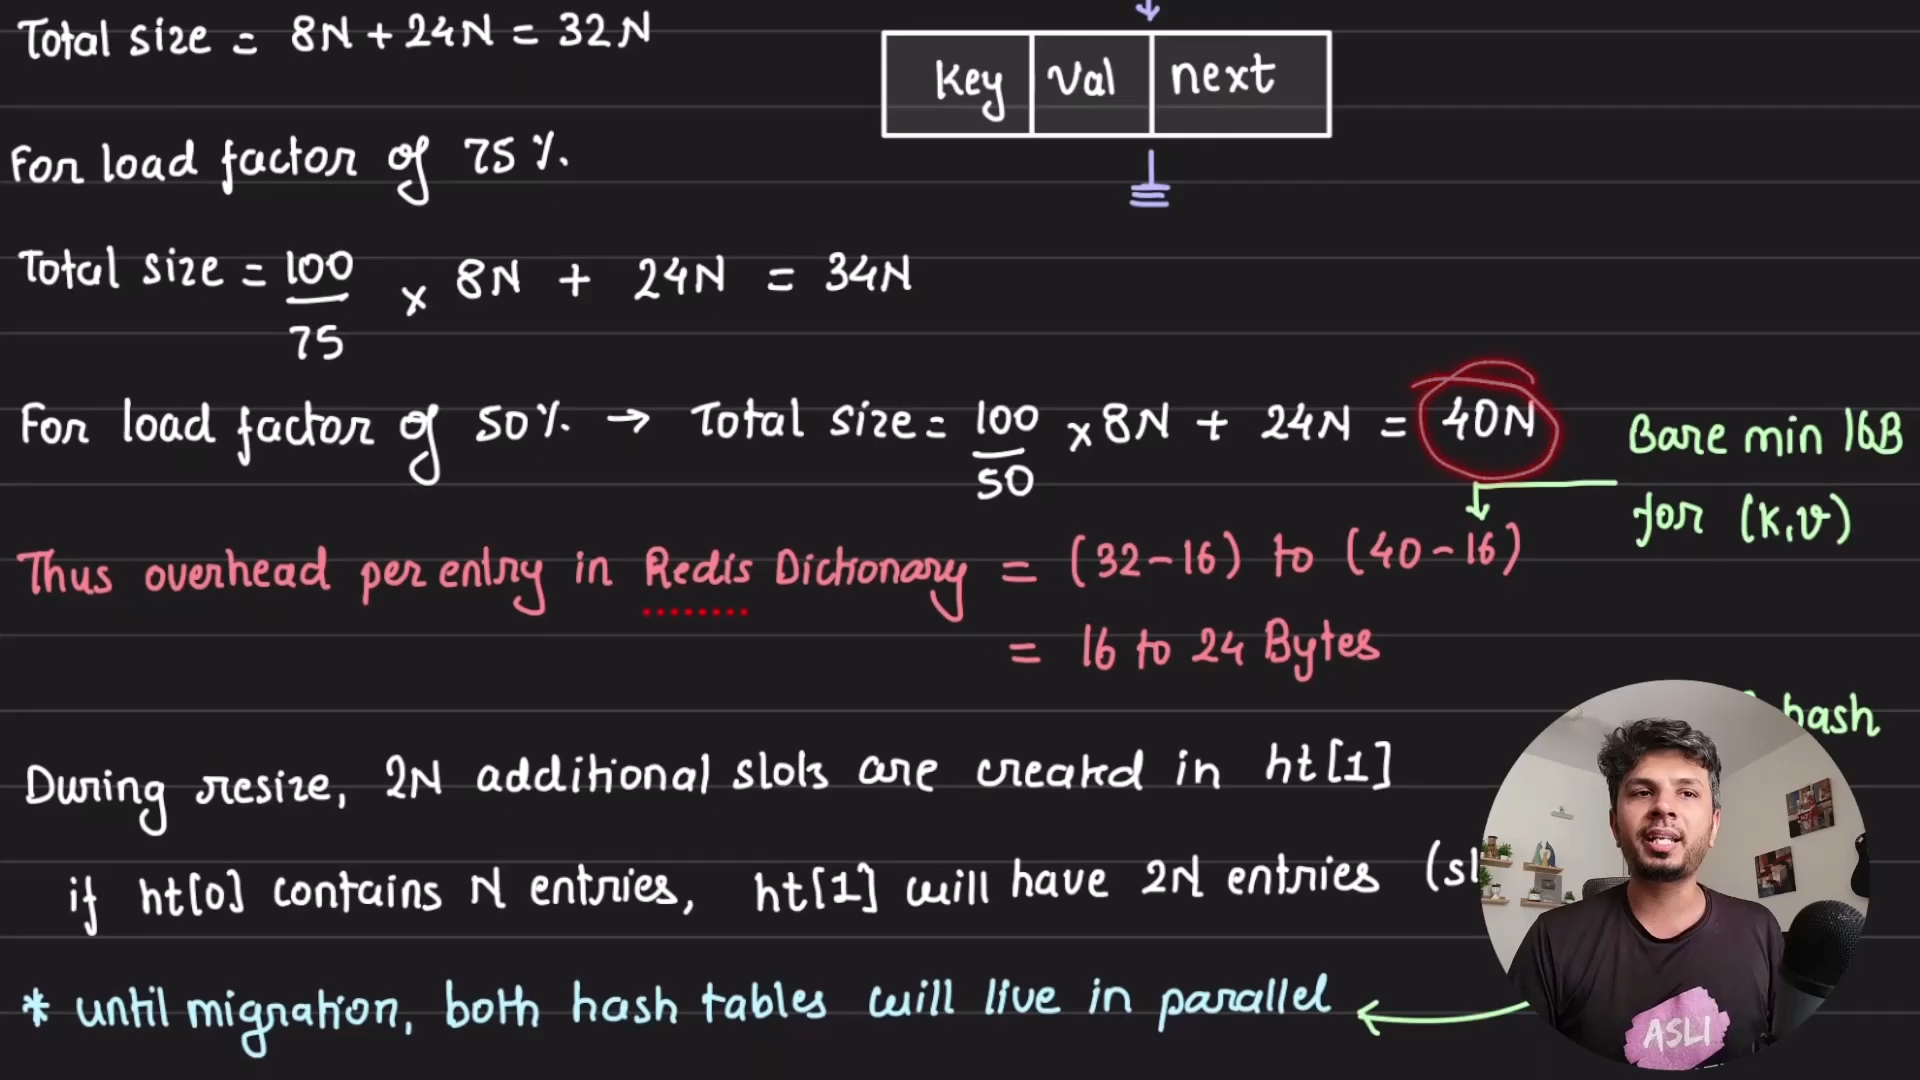 Total size = 8N + 24N = 32N
Key Val next
For load factor of 75%.
Total size = 100/75 x 8N + 24N = 34N
For load factor of 50% → Total size = 100/50 x 8N + 24N = 40N
Bare min 16B
for (k,v)
Thus overhead per entry in Redis Dictionary = (32-16) to (40-16)
= 16 to 24 Bytes
hash
During resize, 2N additional slots are created in ht[1]
if ht[0] contains N entries, ht[1] will have 2N entries (sl
* until migration, both hash tables will live in parallel
ASLI